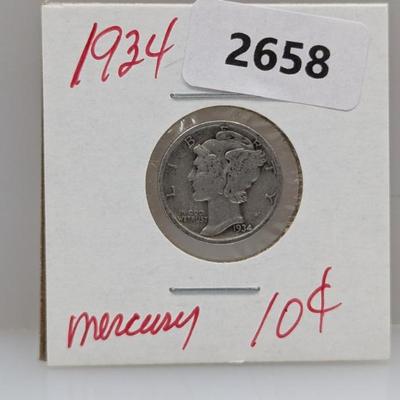 1934
2658
LIBERTY
IN GOD
WE TRUST
1934
mercury 10¢